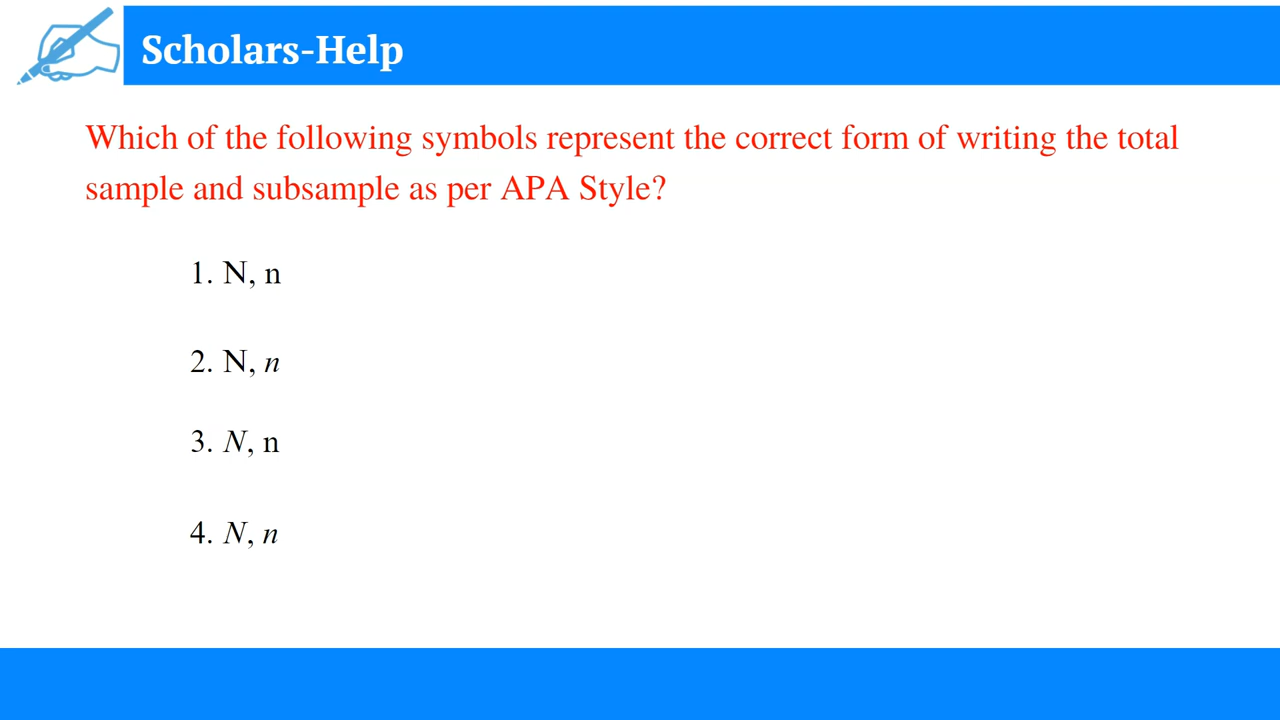 Scholars-Help
Which of the following symbols represent the correct form of writing the total
sample and subsample as per APA Style?
1. N, n
2. N, n
3. N, n
4. N, n